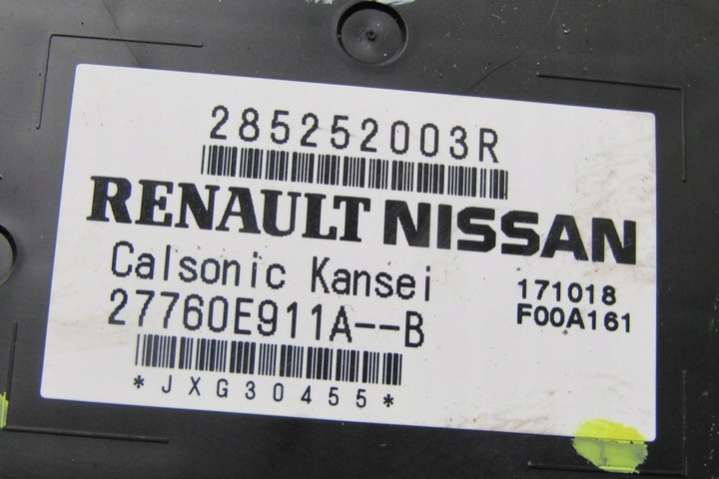 285252003R
RENAULT NISSAN
Calsonic Kansei
171018
27760E911A--B
F00A161
*JXG30455*